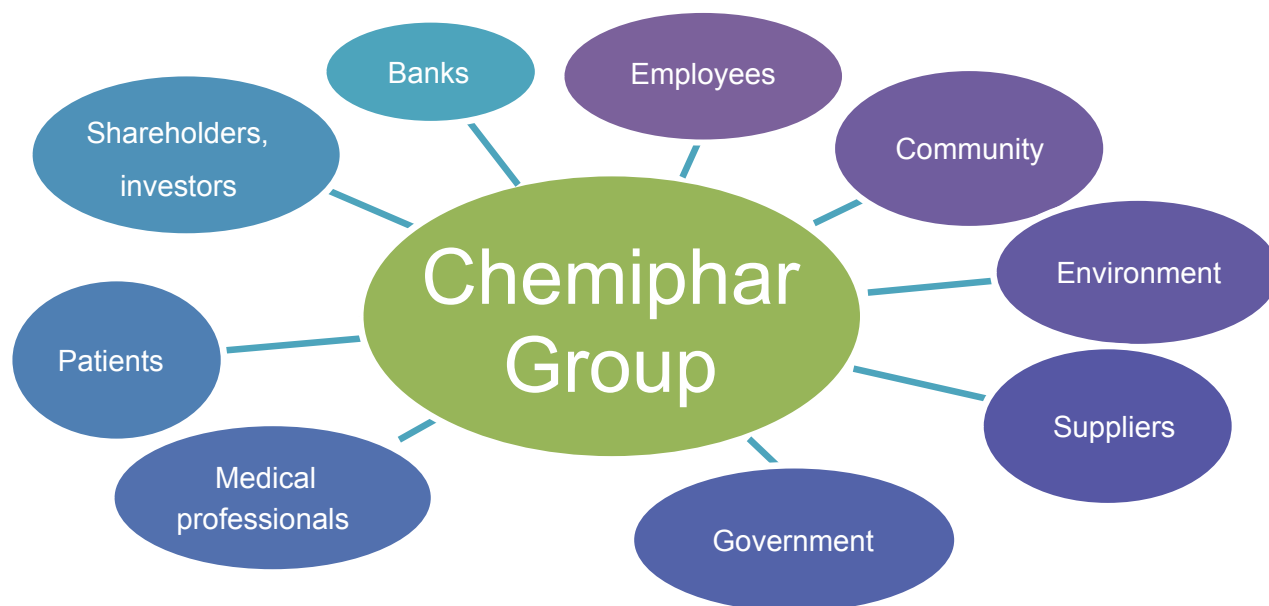 Banks
Employees
Shareholders,
investors
Community
Chemiphar
Group
Environment
Patients
Suppliers
Medical
professionals
Government